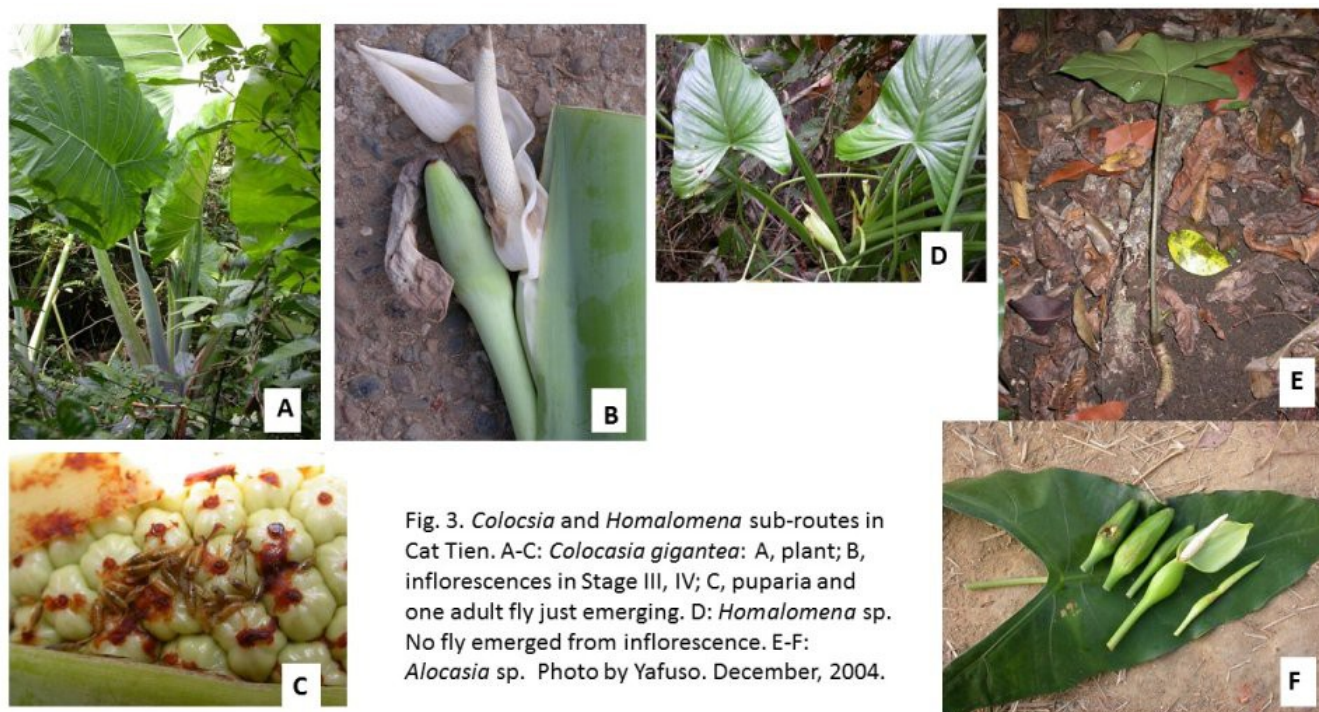 A
B
D
E
C
F
Fig. 3. Colocsia and Homalomena sub-routes in
Cat Tien. A-C: Colocasia gigantea: A, plant; B,
inflorescences in Stage III, IV; C, puparia and
one adult fly just emerging. D: Homalomena sp.
No fly emerged from inflorescence. E-F:
Alocasia sp. Photo by Yafuso. December, 2004.